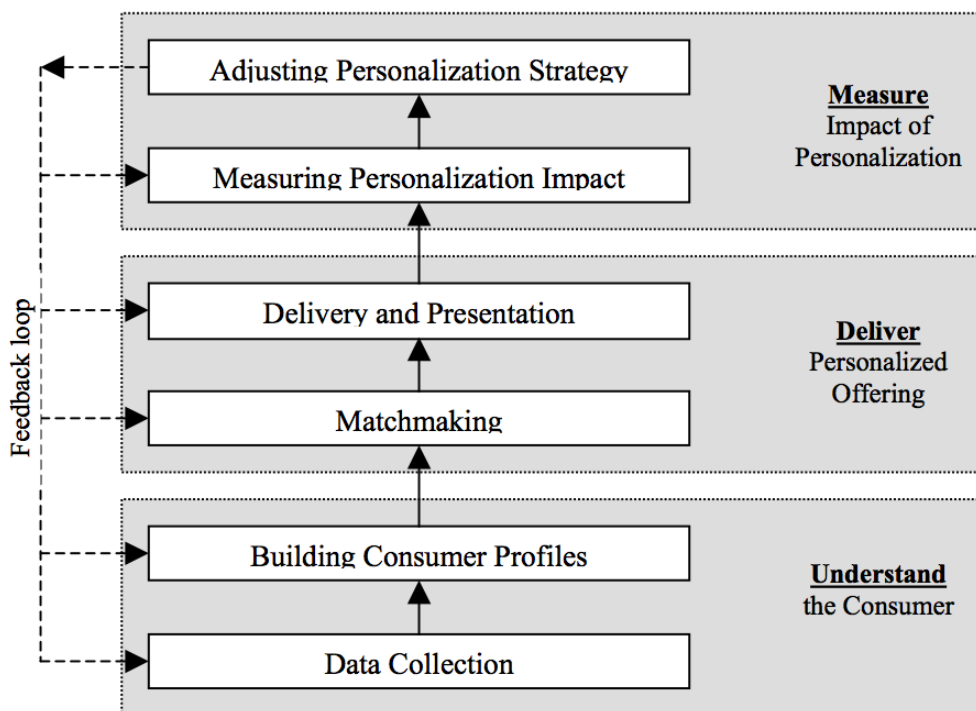 Adjusting Personalization Strategy
Measuring Personalization Impact
Measure
Impact of
Personalization
Delivery and Presentation
Matchmaking
Deliver
Personalized
Offering
Building Consumer Profiles
Data Collection
Understand
the Consumer
Feedback loop